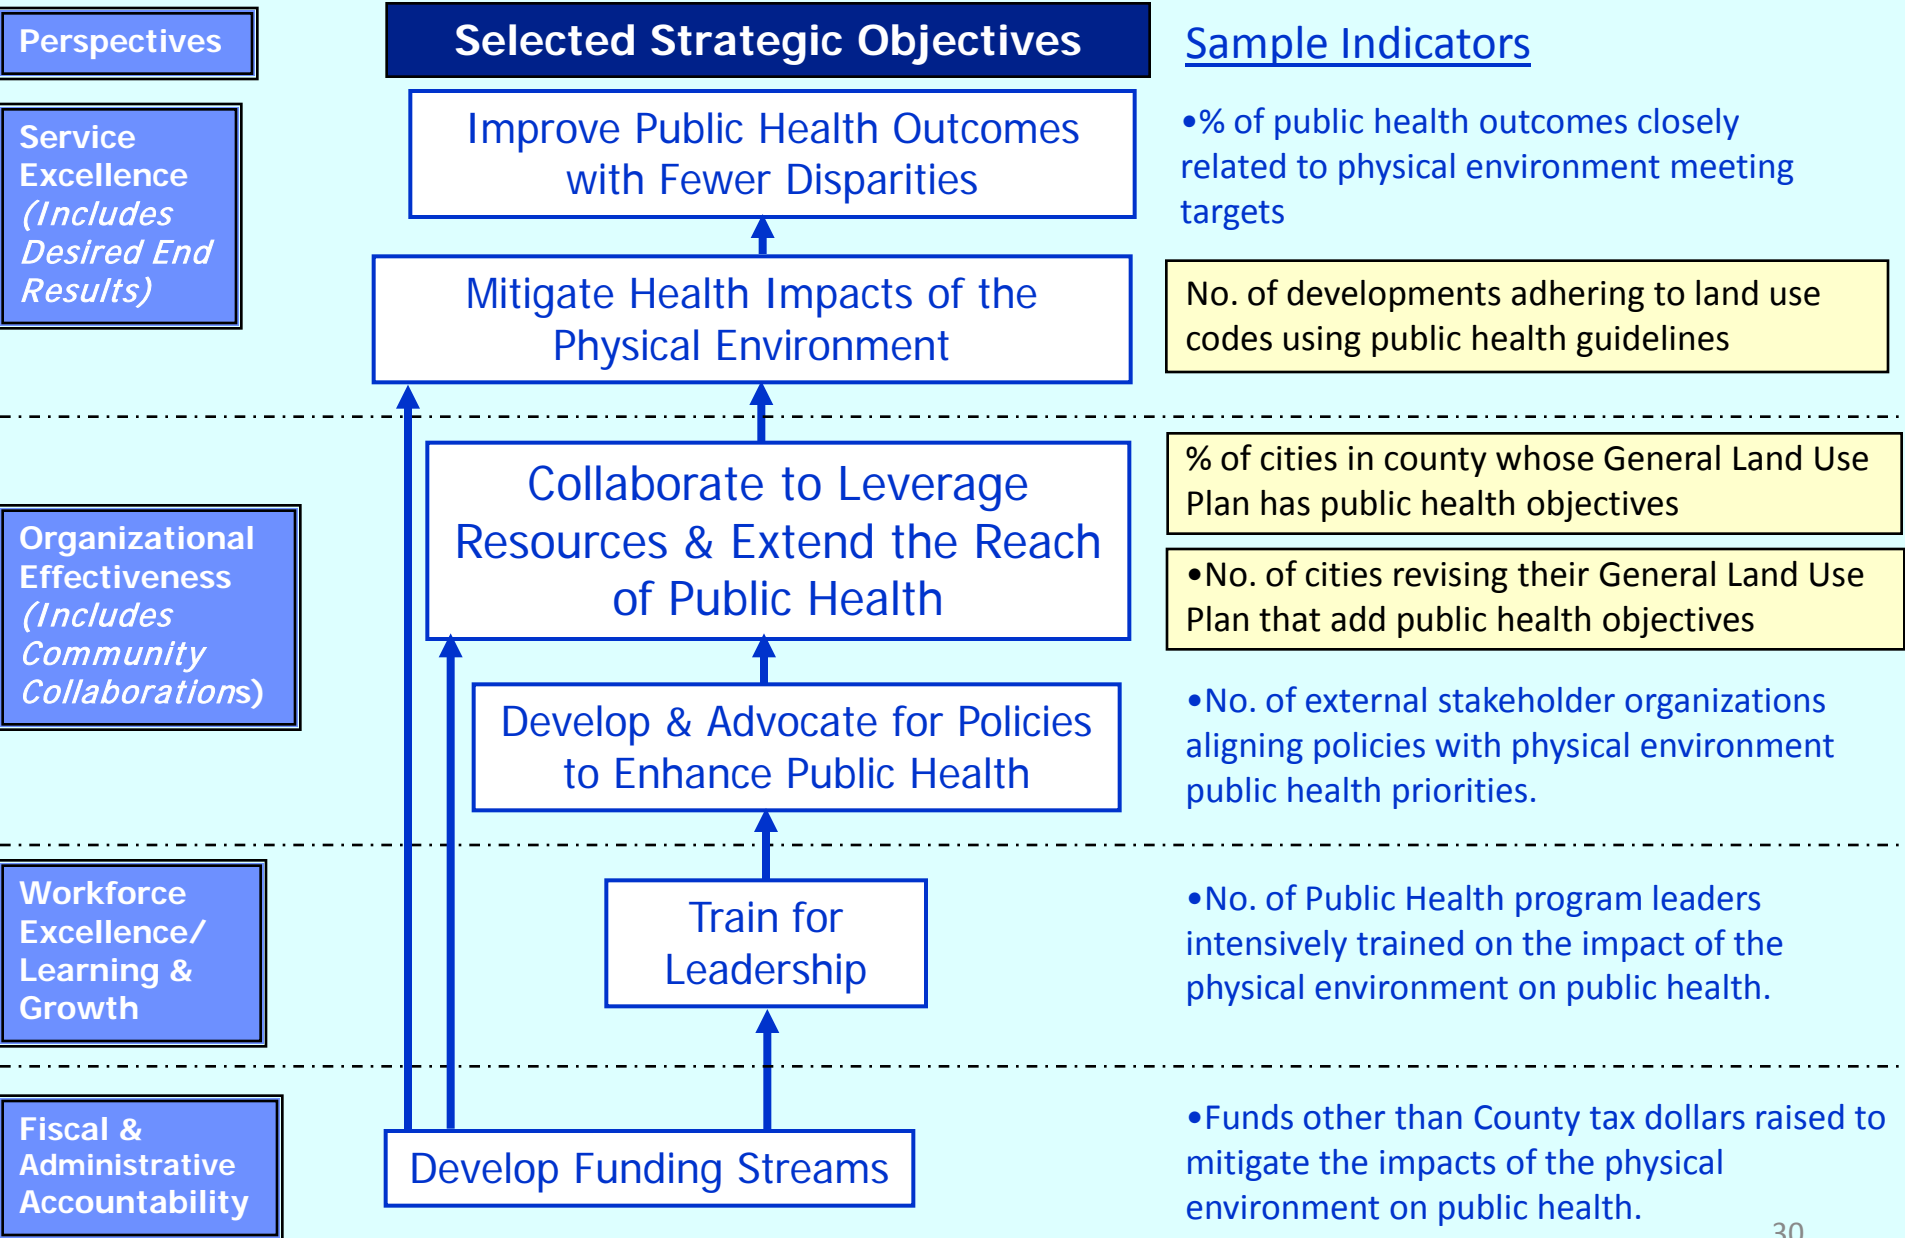 Perspectives
Selected Strategic Objectives
Sample Indicators
Service
Excellence
(Includes
Desired End
Results)
Improve Public Health Outcomes
with Fewer Disparities
•% of public health outcomes closely
related to physical environment meeting
targets
Mitigate Health Impacts of the
Physical Environment
No. of developments adhering to land use
codes using public health guidelines
Organizational
Effectiveness
(Includes
Community
Collaborations)
Collaborate to Leverage
Resources & Extend the Reach
of Public Health
% of cities in county whose General Land Use
Plan has public health objectives
•No. of cities revising their General Land Use
Plan that add public health objectives
Develop & Advocate for Policies
to Enhance Public Health
•No. of external stakeholder organizations
aligning policies with physical environment
public health priorities.
Workforce
Excellence/
Learning &
Growth
Train for
Leadership
•No. of Public Health program leaders
intensively trained on the impact of the
physical environment on public health.
Fiscal &
Administrative
Accountability
Develop Funding Streams
•Funds other than County tax dollars raised to
mitigate the impacts of the physical
environment on public health.
30